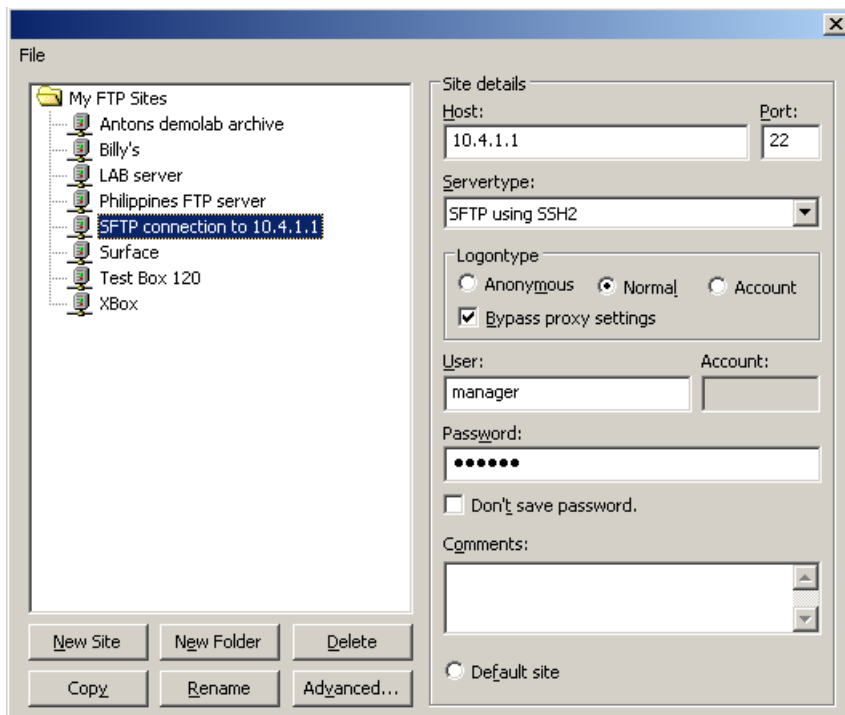 File
My FTP Sites
Antons demolab archive
Billy's
LAB server
Philippines FTP server
SFTP connection to 10.4.1.1
Surface
Test Box 120
XBox
New Site New Folder Delete
Copy Rename Advanced...
Site details
Host: Port:
10.4.1.1 22
Servertype:
SFTP using SSH2
Logontype
Anonymous Normal Account
Bypass proxy settings
User: Account:
manager
Password:
●●●●●●
Don't save password.
Comments:
Default site